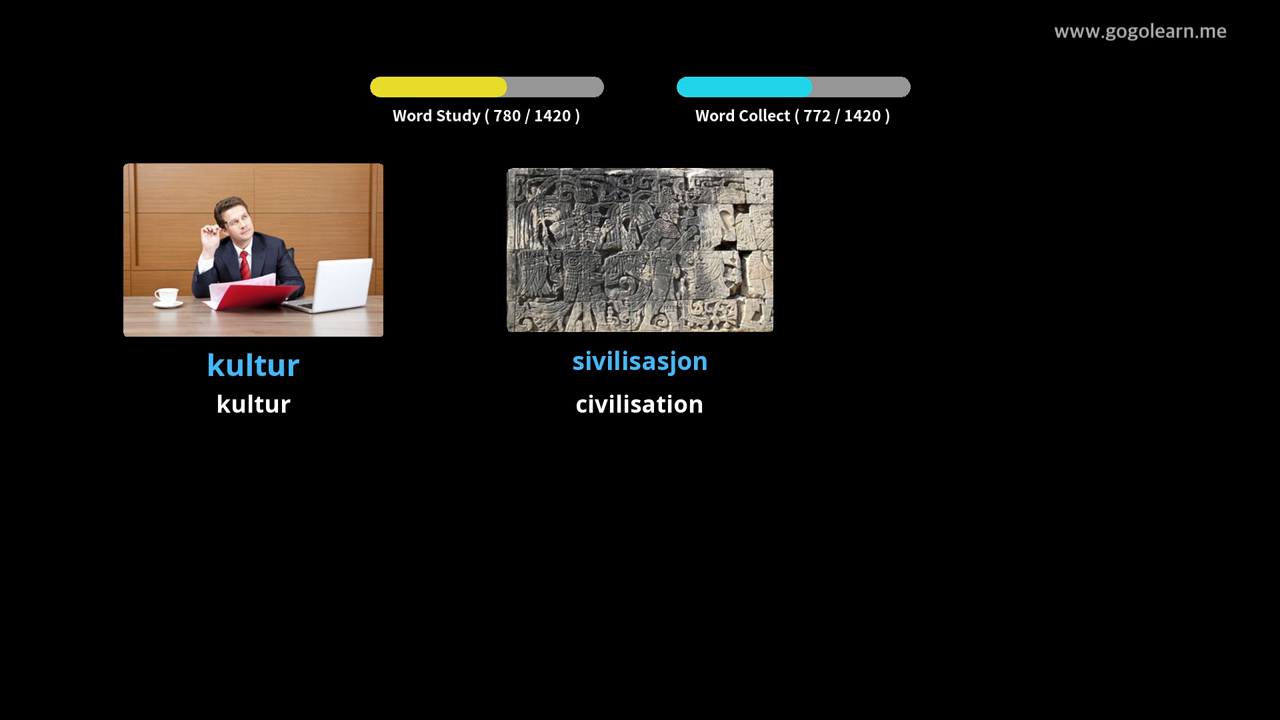 www.gogolearn.me
Word Study ( 780 / 1420 )
Word Collect ( 772 / 1420 )
kultur
kultur
sivilisasjon
civilisation